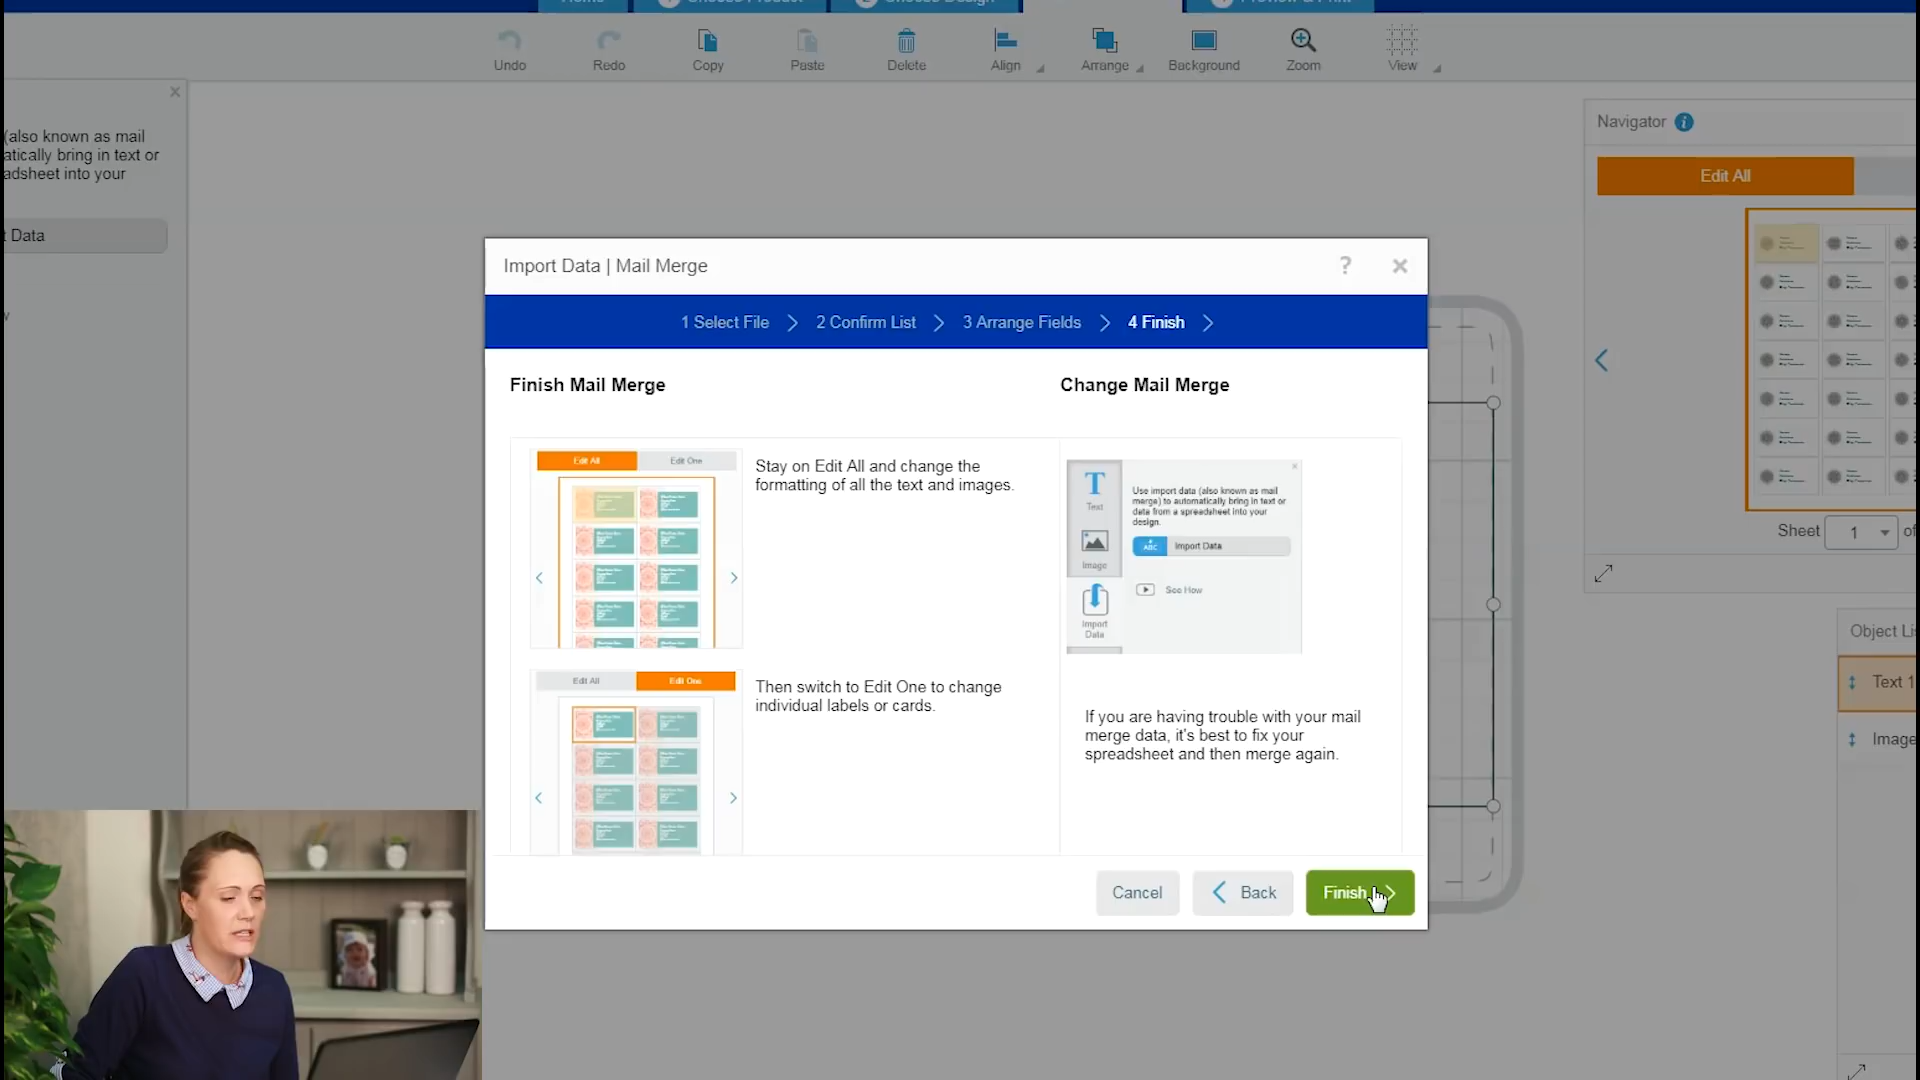 Undo
Redo
Copy
Paste
Delete
Align
Arrange
Background
Zoom
View
(also known as mail
atically bring in text or
adsheet into your
t Data
Navigator i
Edit All
Sheet 1 of
Object Li
Text 1
Image
Import Data | Mail Merge ?
1 Select File
2 Confirm List
3 Arrange Fields
4 Finish
Finish Mail Merge
Edit All Edit One
Stay on Edit All and change the
formatting of all the text and images.
Edit All Edit One
Then switch to Edit One to change
individual labels or cards.
Change Mail Merge
T
Text
Image
Import
Data
Use import data (also known as mail
merge) to automatically bring in text or
data from a spreadsheet into your
design.
ABC Import Data
See How
If you are having trouble with your mail
merge data, it's best to fix your
spreadsheet and then merge again.
Cancel
Back
Finish